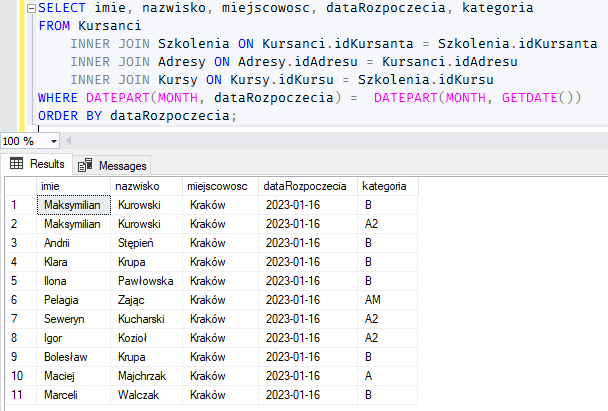 SELECT imie, nazwisko, miejscowosc, dataRozpoczecia, kategoria
FROM Kursanci
INNER JOIN Szkolenia ON Kursanci.idKursanta = Szkolenia.idKursanta
INNER JOIN Adresy ON Adresy.idAdresu = Kursanci.idAdresu
INNER JOIN Kursy ON Kursy.idKursu = Szkolenia.idKursu
WHERE DATEPART(MONTH, dataRozpoczecia) = DATEPART(MONTH, GETDATE())
ORDER BY dataRozpoczecia;
100 %
Results Messages
imie nazwisko miejscowosc dataRozpoczecia kategoria
1 Maksymilian Kurowski Kraków 2023-01-16 B
2 Maksymilian Kurowski Kraków 2023-01-16 A2
3 Andrii Stępień Kraków 2023-01-16 B
4 Klara Krupa Kraków 2023-01-16 B
5 Ilona Pawłowska Kraków 2023-01-16 B
6 Pelagia Zając Kraków 2023-01-16 AM
7 Seweryn Kucharski Kraków 2023-01-16 A2
8 Igor Kozioł Kraków 2023-01-16 A2
9 Bolesław Krupa Kraków 2023-01-16 B
10 Maciej Majchrzak Kraków 2023-01-16 A
11 Marceli Walczak Kraków 2023-01-16 B